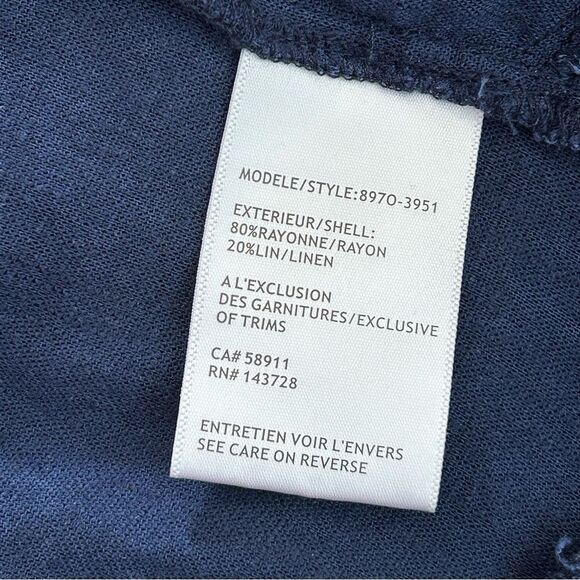 MODELE/STYLE:897O-3951
EXTERIEUR/SHELL:
80%RAYONNE/RAYON
20%LIN/LINEN
A L'EXCLUSION
DES GARNITURES/EXCLUSIVE
OF TRIMS
CA# 58911
RN# 143728
ENTRETIEN VOIR L'ENVERS
SEE CARE ON REVERSE